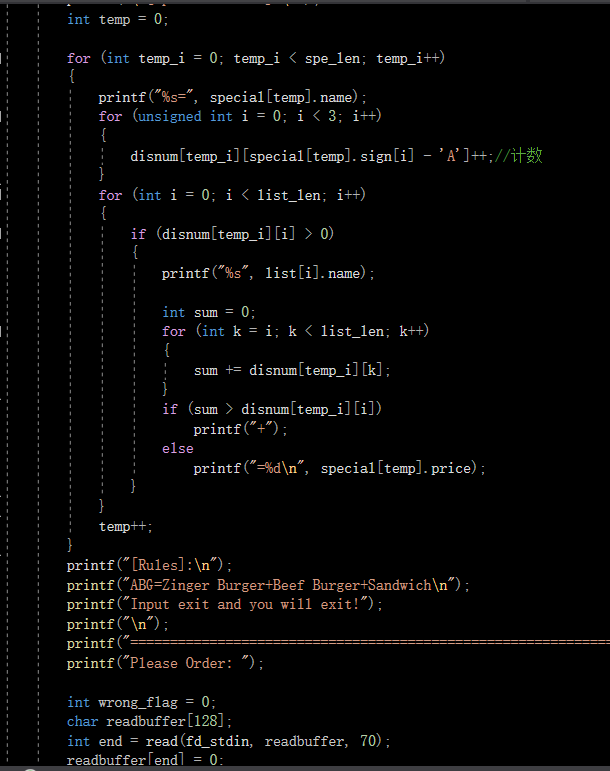 int temp = 0;
for (int temp_i = 0; temp_i < spe_len; temp_i++)
{
printf("%s=", special[temp].name);
for (unsigned int i = 0; i < 3; i++)
{
disnum[temp_i][special[temp].sign[i] - 'A']++;//计数
}
for (int i = 0; i < list_len; i++)
{
if (disnum[temp_i][i] > 0)
{
printf("%s", list[i].name);
int sum = 0;
for (int k = i; k < list_len; k++)
{
sum += disnum[temp_i][k];
}
if (sum > disnum[temp_i][i])
printf("+");
else
printf("=%d\n", special[temp].price);
}
}
temp++;
}
printf("[Rules]:\n");
printf("ABG=Zinger Burger+Beef Burger+Sandwich\n");
printf("Input exit and you will exit!");
printf("\n");
printf("============================================================
printf("Please Order: ");
int wrong_flag = 0;
char readbuffer[128];
int end = read(fd_stdin, readbuffer, 70);
readbuffer[end] = 0;